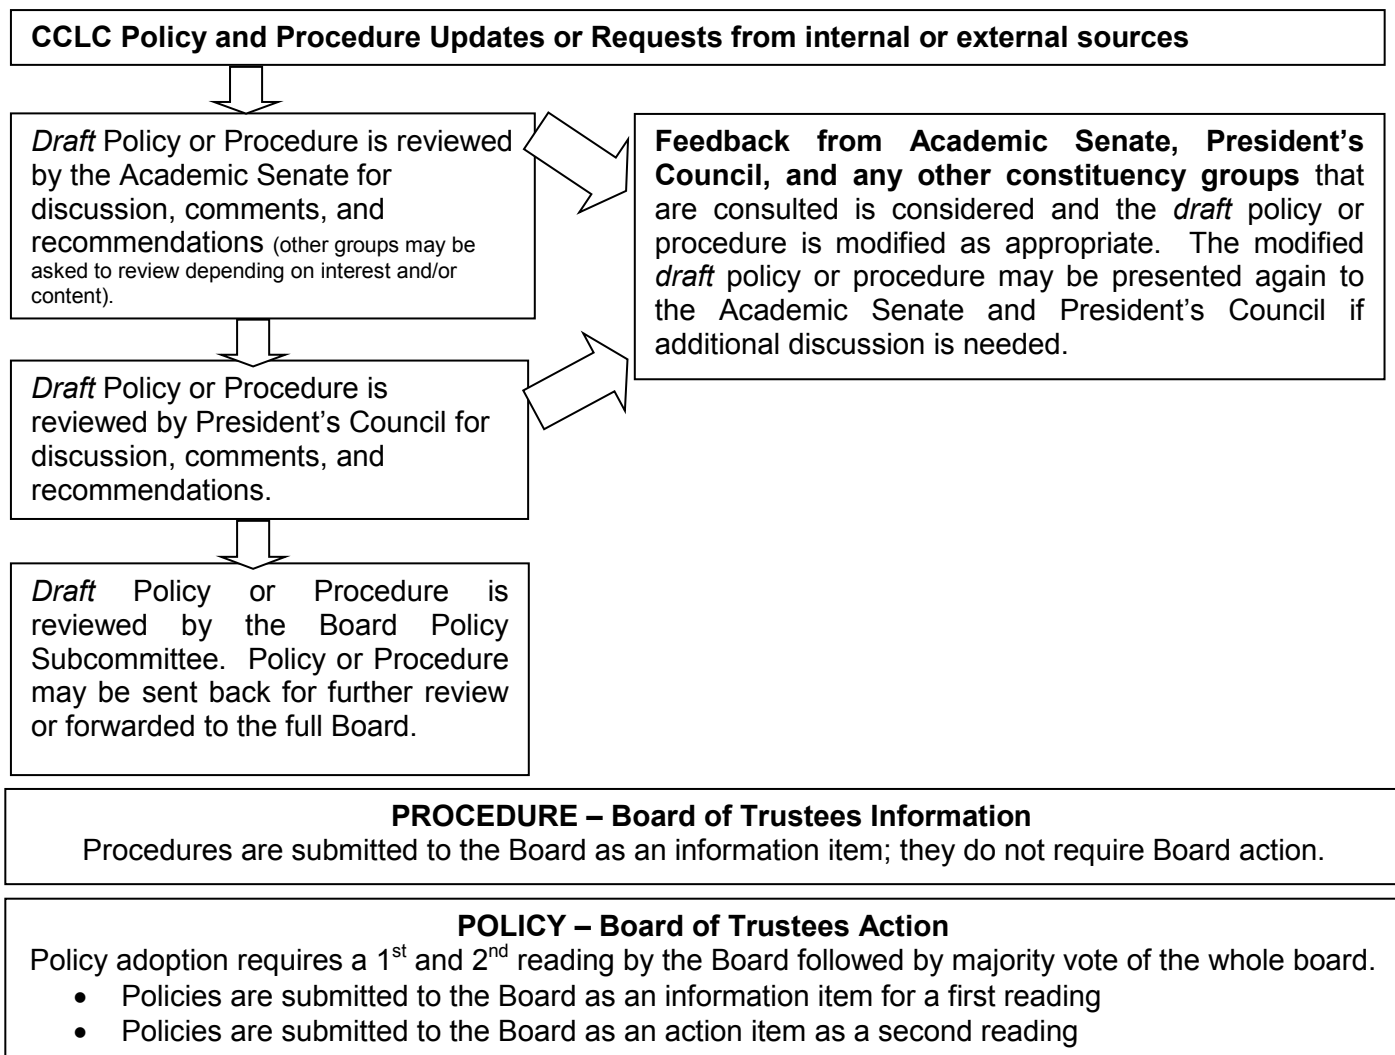 CCLC Policy and Procedure Updates or Requests from internal or external sources
Draft Policy or Procedure is reviewed
by the Academic Senate for
discussion, comments, and
recommendations (other groups may be
asked to review depending on interest and/or
content).
Feedback from Academic Senate, President’s
Council, and any other constituency groups that
are consulted is considered and the draft policy or
procedure is modified as appropriate. The modified
draft policy or procedure may be presented again to
the Academic Senate and President’s Council if
additional discussion is needed.
Draft Policy or Procedure is
reviewed by President’s Council for
discussion, comments, and
recommendations.
Draft Policy or Procedure is
reviewed by the Board Policy
Subcommittee. Policy or Procedure
may be sent back for further review
or forwarded to the full Board.
PROCEDURE – Board of Trustees Information
Procedures are submitted to the Board as an information item; they do not require Board action.
POLICY – Board of Trustees Action
Policy adoption requires a 1st and 2nd reading by the Board followed by majority vote of the whole board.
• Policies are submitted to the Board as an information item for a first reading
• Policies are submitted to the Board as an action item as a second reading